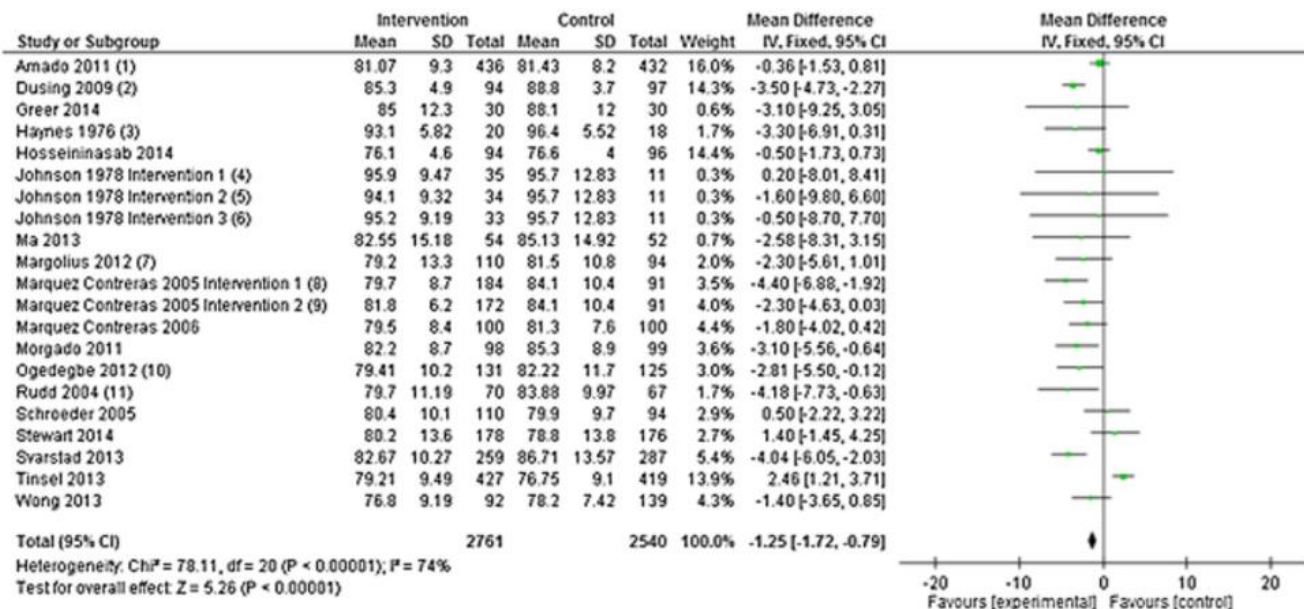 Intervention Control Mean Difference Mean Difference
Study or Subgroup Mean SD Total Mean SD Total Weight IV, Fixed, 95% CI IV, Fixed, 95% CI
Amado 2011 (1) 81.07 9.3 436 81.43 8.2 432 16.0% -0.36 [-1.53, 0.81]
Dusing 2009 (2) 85.3 4.9 94 88.8 3.7 97 14.3% -3.50 [-4.73, -2.27]
Greer 2014 85 12.3 30 88.1 12 30 0.6% -3.10 [-9.25, 3.05]
Haynes 1976 (3) 93.1 5.82 20 96.4 5.52 18 1.7% -3.30 [-6.91, 0.31]
Hosseininasab 2014 76.1 4.6 94 76.6 4 96 14.4% -0.50 [-1.73, 0.73]
Johnson 1978 Intervention 1 (4) 95.9 9.47 35 95.7 12.83 11 0.3% 0.20 [-8.01, 8.41]
Johnson 1978 Intervention 2 (5) 94.1 9.32 34 95.7 12.83 11 0.3% -1.60 [-9.80, 6.60]
Johnson 1978 Intervention 3 (6) 95.2 9.19 33 95.7 12.83 11 0.3% -0.50 [-8.70, 7.70]
Ma 2013 82.55 15.18 54 85.13 14.92 52 0.7% -2.58 [-8.31, 3.15]
Margolius 2012 (7) 79.2 13.3 110 81.5 10.8 94 2.0% -2.30 [-5.61, 1.01]
Marquez Contreras 2005 Intervention 1 (8) 79.7 8.7 184 84.1 10.4 91 3.5% -4.40 [-6.88, -1.92]
Marquez Contreras 2005 Intervention 2 (9) 81.8 6.2 172 84.1 10.4 91 4.0% -2.30 [-4.63, 0.03]
Marquez Contreras 2006 79.5 8.4 100 81.3 7.6 100 4.4% -1.80 [-4.02, 0.42]
Morgado 2011 82.2 8.7 98 85.3 8.9 99 3.6% -3.10 [-5.56, -0.64]
Ogedegbe 2012 (10) 79.41 10.2 131 82.22 11.7 125 3.0% -2.81 [-5.50, -0.12]
Rudd 2004 (11) 79.7 11.19 70 83.88 9.97 67 1.7% -4.18 [-7.73, -0.63]
Schroeder 2005 80.4 10.1 110 79.9 9.7 94 2.9% 0.50 [-2.22, 3.22]
Stewart 2014 80.2 13.6 178 78.8 13.8 176 2.7% 1.40 [-1.45, 4.25]
Svarstad 2013 82.67 10.27 259 86.71 13.57 287 5.4% -4.04 [-6.05, -2.03]
Tinsel 2013 79.21 9.49 427 76.75 9.1 419 13.9% 2.46 [1.21, 3.71]
Wong 2013 76.8 9.19 92 78.2 7.42 139 4.3% -1.40 [-3.65, 0.85]
Total (95% CI) 2761 2540 100.0% -1.25 [-1.72, -0.79]
Heterogeneity: Chi² = 78.11, df = 20 (P < 0.00001); I² = 74%
Test for overall effect: Z = 5.26 (P < 0.00001)
-20 -10 0 10 20
Favours [experimental] Favours [control]